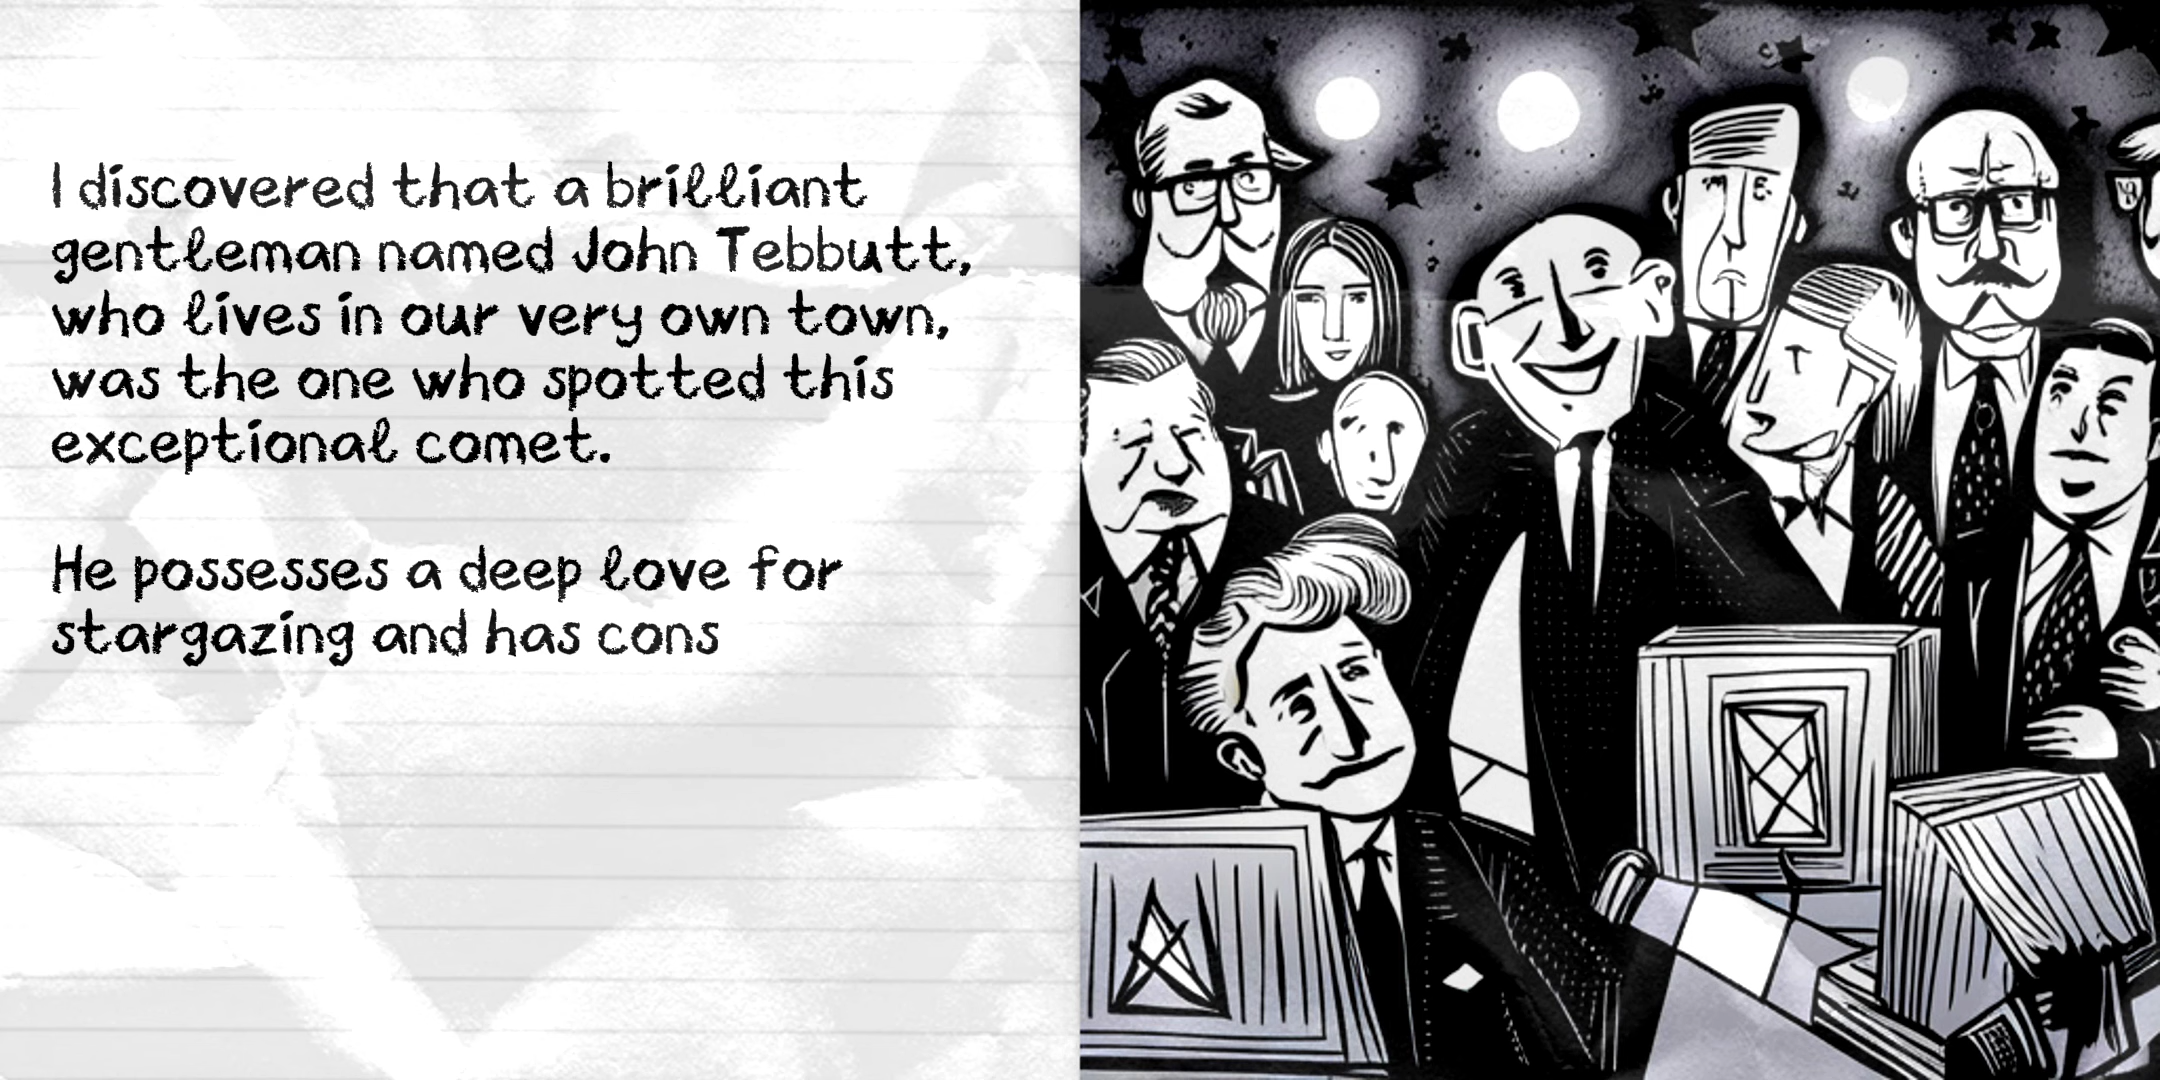 I discovered that a brilliant
gentleman named John Tebbutt,
who lives in our very own town,
was the one who spotted this
exceptional comet.
He possesses a deep love for
stargazing and has cons